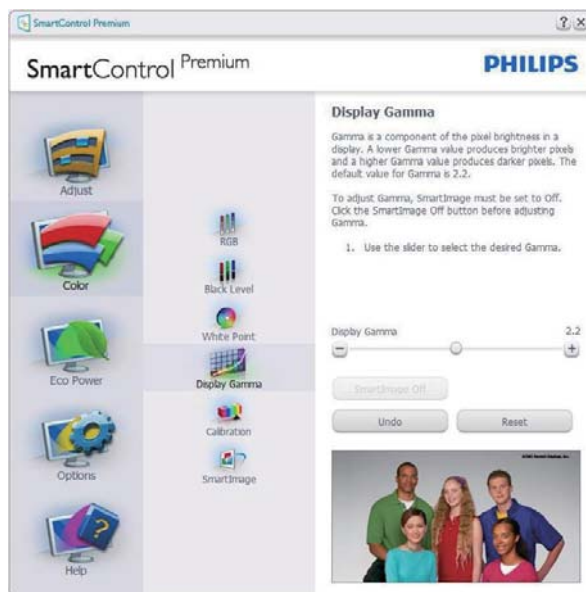 SmartControl Premium
SmartControl Premium
PHILIPS
Adjust
Color
Eco Power
Options
Help
RGB
Black Level
White Point
Display Gamma
Calibration
SmartImage
Display Gamma
Gamma is a component of the pixel brightness in a
display. A lower Gamma value produces brighter pixels
and a higher Gamma value produces darker pixels. The
default value for Gamma is 2.2.
To adjust Gamma, SmartImage must be set to Off.
Click the SmartImage Off button before adjusting
Gamma.
1. Use the slider to select the desired Gamma.
Display Gamma 2.2
SmartImage Off
Undo Reset